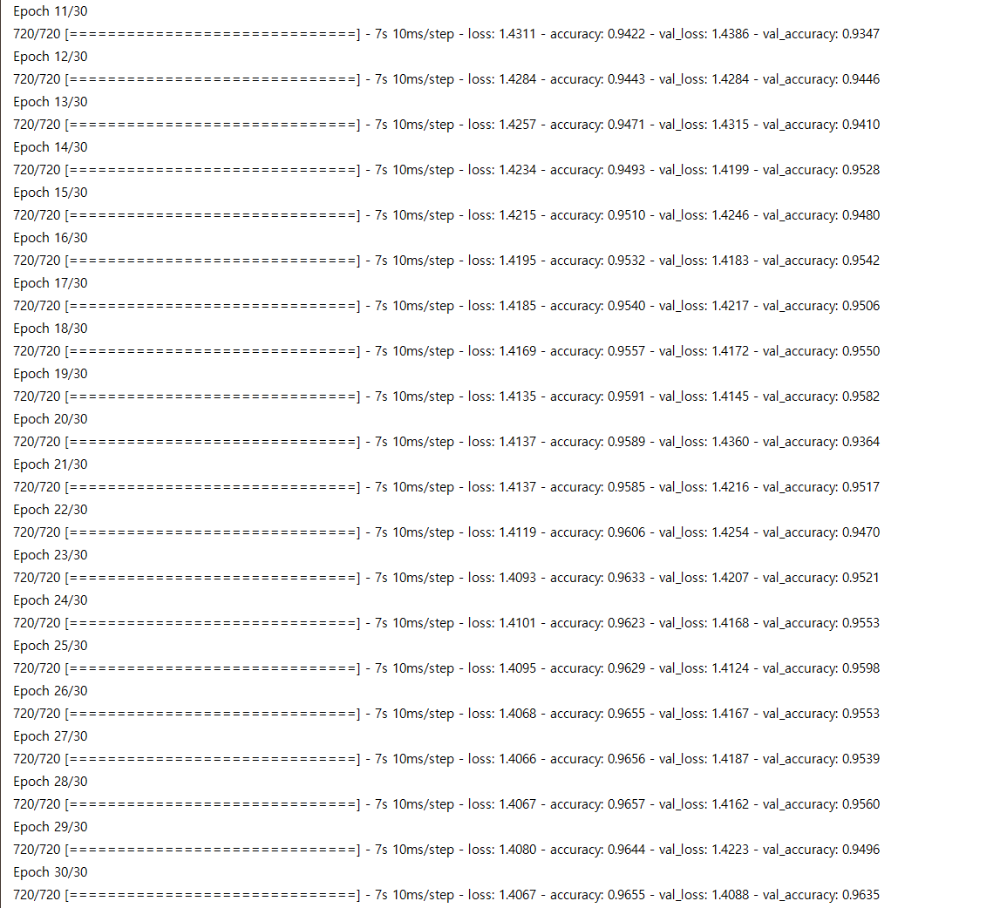 Epoch 11/30
720/720 [==============================] - 7s 10ms/step - loss: 1.4311 - accuracy: 0.9422 - val_loss: 1.4386 - val_accuracy: 0.9347
Epoch 12/30
720/720 [==============================] - 7s 10ms/step - loss: 1.4284 - accuracy: 0.9443 - val_loss: 1.4284 - val_accuracy: 0.9446
Epoch 13/30
720/720 [==============================] - 7s 10ms/step - loss: 1.4257 - accuracy: 0.9471 - val_loss: 1.4315 - val_accuracy: 0.9410
Epoch 14/30
720/720 [==============================] - 7s 10ms/step - loss: 1.4234 - accuracy: 0.9493 - val_loss: 1.4199 - val_accuracy: 0.9528
Epoch 15/30
720/720 [==============================] - 7s 10ms/step - loss: 1.4215 - accuracy: 0.9510 - val_loss: 1.4246 - val_accuracy: 0.9480
Epoch 16/30
720/720 [==============================] - 7s 10ms/step - loss: 1.4195 - accuracy: 0.9532 - val_loss: 1.4183 - val_accuracy: 0.9542
Epoch 17/30
720/720 [==============================] - 7s 10ms/step - loss: 1.4185 - accuracy: 0.9540 - val_loss: 1.4217 - val_accuracy: 0.9506
Epoch 18/30
720/720 [==============================] - 7s 10ms/step - loss: 1.4169 - accuracy: 0.9557 - val_loss: 1.4172 - val_accuracy: 0.9550
Epoch 19/30
720/720 [==============================] - 7s 10ms/step - loss: 1.4135 - accuracy: 0.9591 - val_loss: 1.4145 - val_accuracy: 0.9582
Epoch 20/30
720/720 [==============================] - 7s 10ms/step - loss: 1.4137 - accuracy: 0.9589 - val_loss: 1.4360 - val_accuracy: 0.9364
Epoch 21/30
720/720 [==============================] - 7s 10ms/step - loss: 1.4137 - accuracy: 0.9585 - val_loss: 1.4216 - val_accuracy: 0.9517
Epoch 22/30
720/720 [==============================] - 7s 10ms/step - loss: 1.4119 - accuracy: 0.9606 - val_loss: 1.4254 - val_accuracy: 0.9470
Epoch 23/30
720/720 [==============================] - 7s 10ms/step - loss: 1.4093 - accuracy: 0.9633 - val_loss: 1.4207 - val_accuracy: 0.9521
Epoch 24/30
720/720 [==============================] - 7s 10ms/step - loss: 1.4101 - accuracy: 0.9623 - val_loss: 1.4168 - val_accuracy: 0.9553
Epoch 25/30
720/720 [==============================] - 7s 10ms/step - loss: 1.4095 - accuracy: 0.9629 - val_loss: 1.4124 - val_accuracy: 0.9598
Epoch 26/30
720/720 [==============================] - 7s 10ms/step - loss: 1.4068 - accuracy: 0.9655 - val_loss: 1.4167 - val_accuracy: 0.9553
Epoch 27/30
720/720 [==============================] - 7s 10ms/step - loss: 1.4066 - accuracy: 0.9656 - val_loss: 1.4187 - val_accuracy: 0.9539
Epoch 28/30
720/720 [==============================] - 7s 10ms/step - loss: 1.4067 - accuracy: 0.9657 - val_loss: 1.4162 - val_accuracy: 0.9560
Epoch 29/30
720/720 [==============================] - 7s 10ms/step - loss: 1.4080 - accuracy: 0.9644 - val_loss: 1.4223 - val_accuracy: 0.9496
Epoch 30/30
720/720 [==============================] - 7s 10ms/step - loss: 1.4067 - accuracy: 0.9655 - val_loss: 1.4088 - val_accuracy: 0.9635